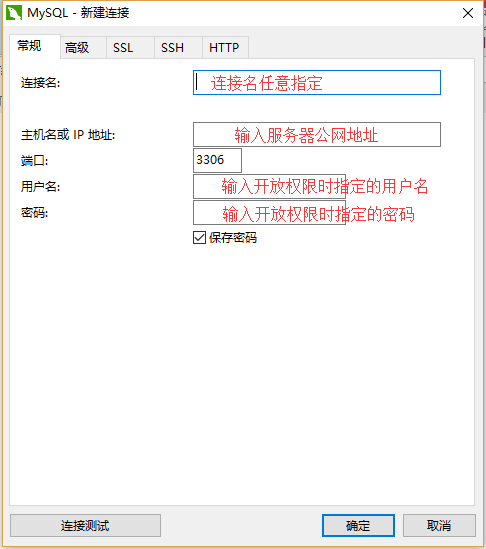 MySQL - 新建连接
常规 高级 SSL SSH HTTP
连接名: 连接名任意指定
主机名或 IP 地址: 输入服务器公网地址
端口: 3306
用户名: 输入开放权限时指定的用户名
密码: 输入开放权限时指定的密码
保存密码
连接测试 确定 取消